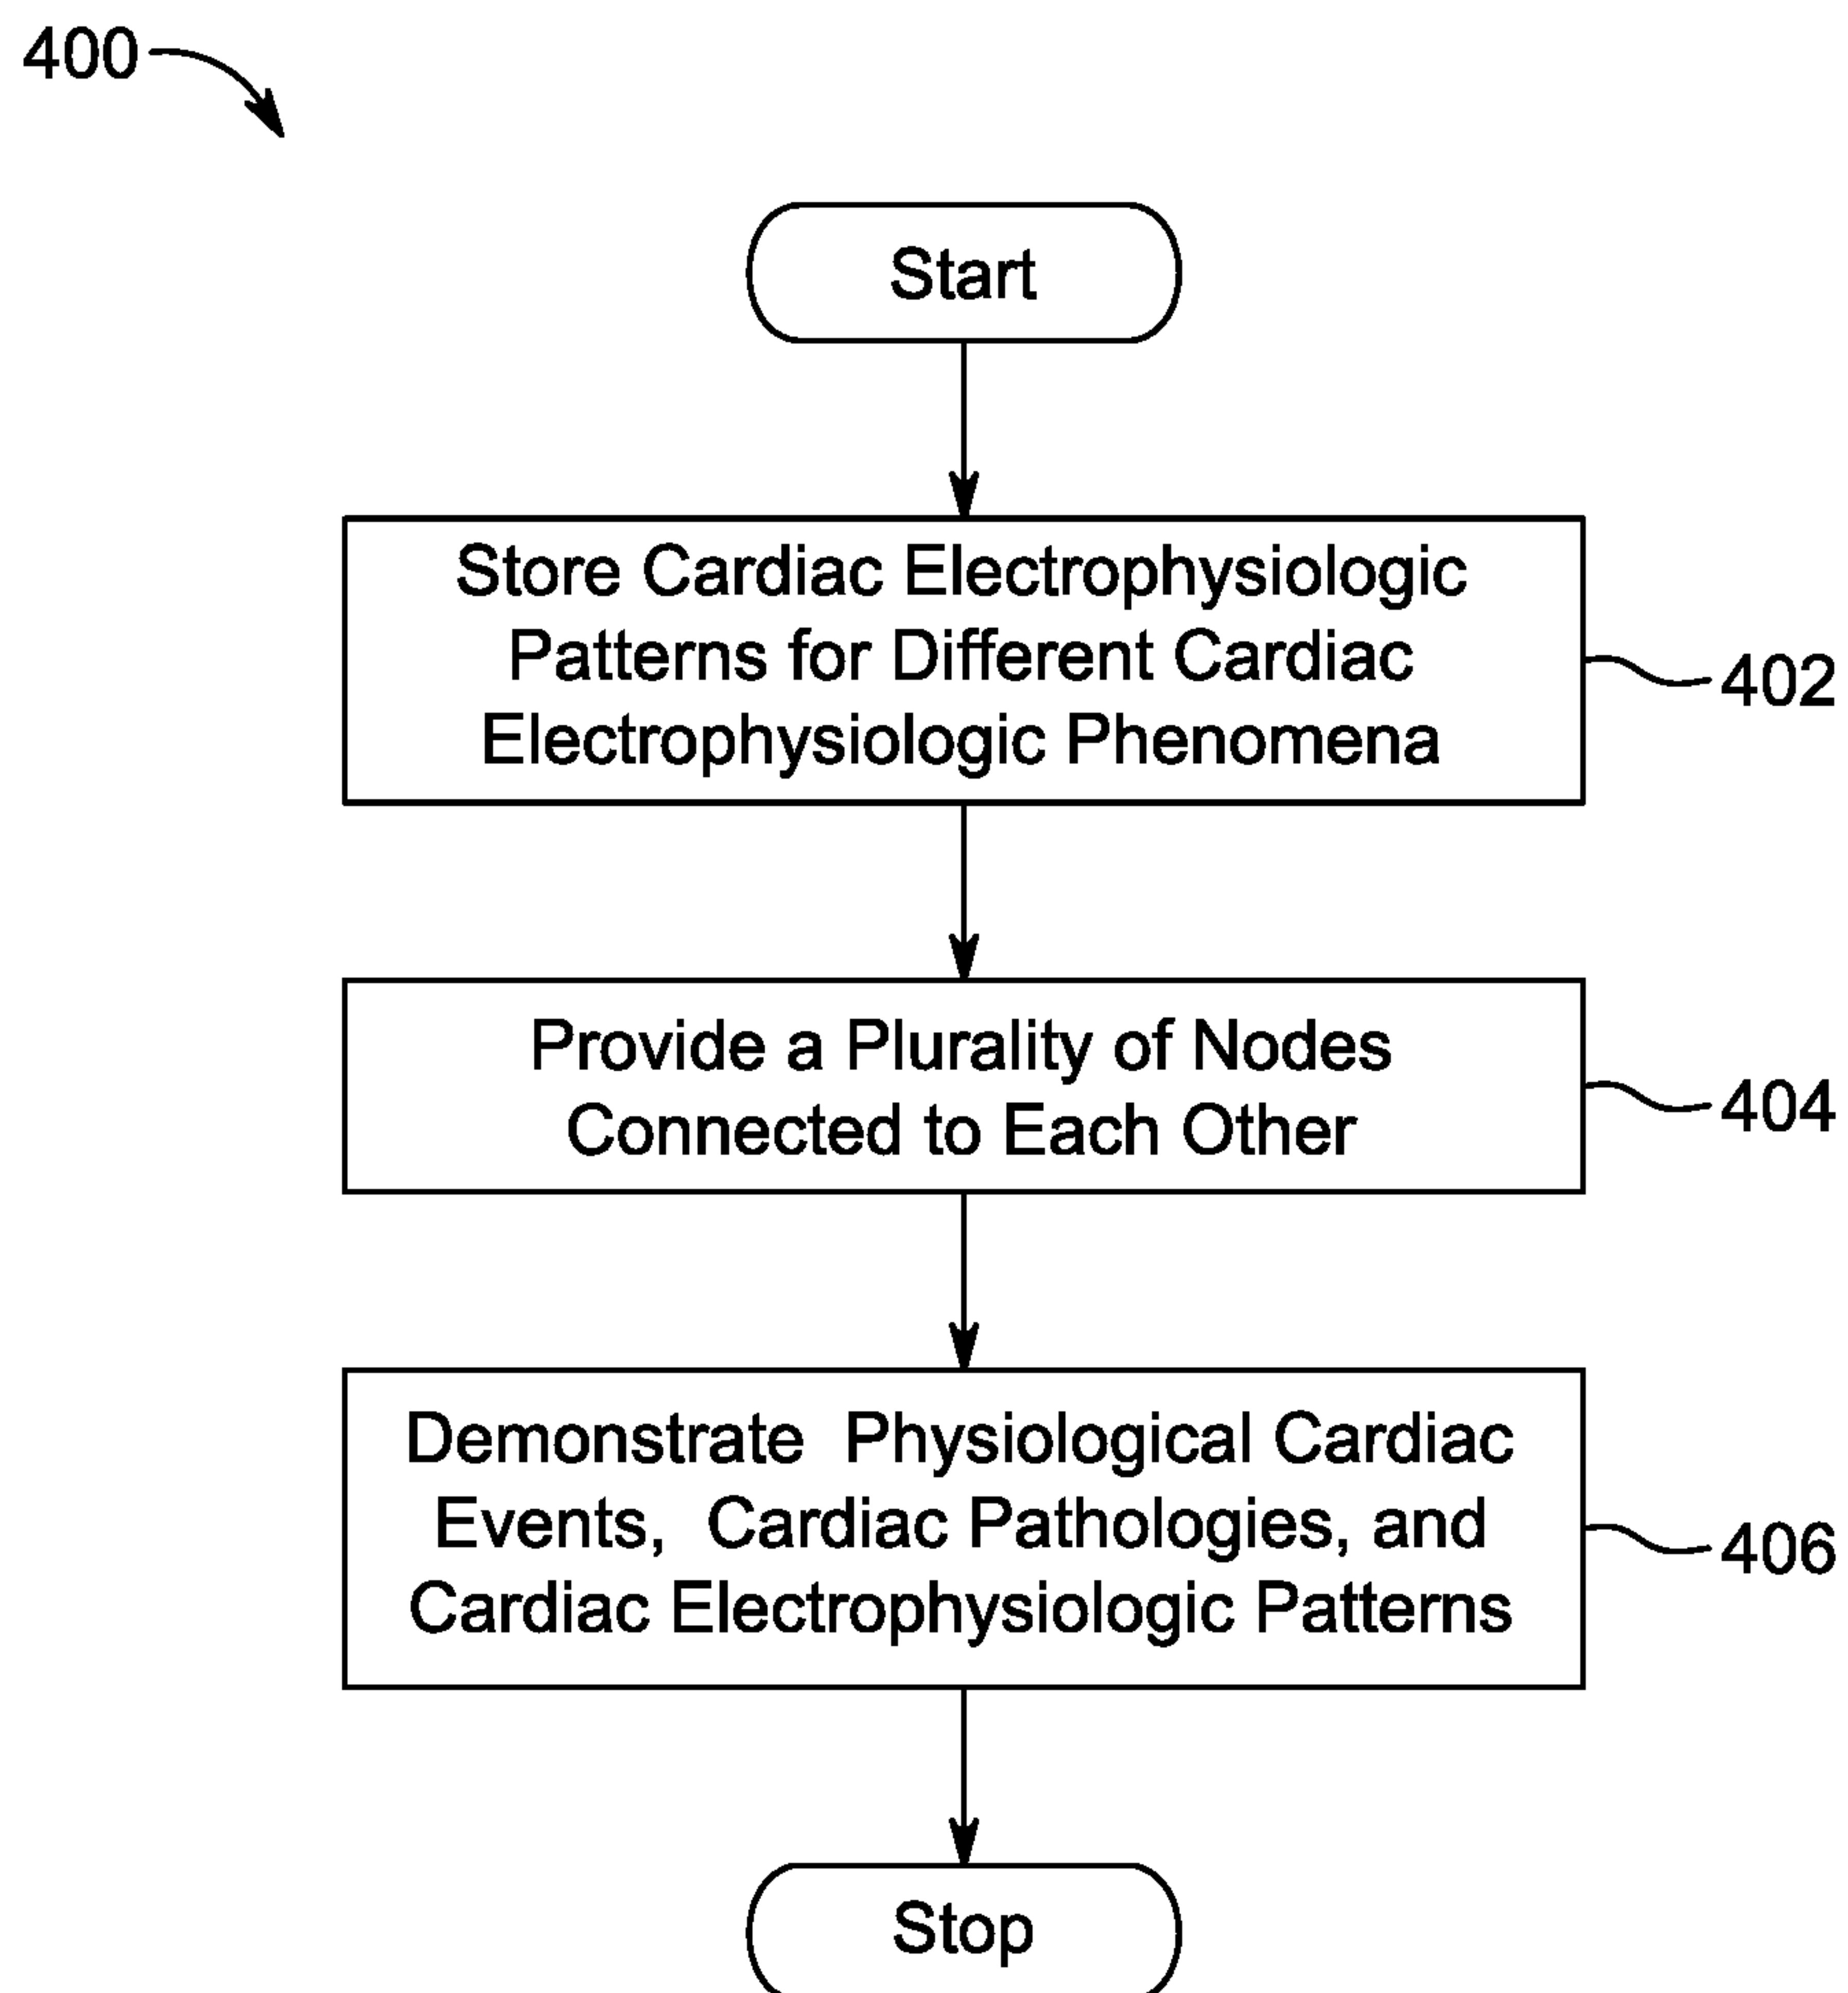 400
Start
Store Cardiac Electrophysiologic
Patterns for Different Cardiac
Electrophysiologic Phenomena
402
Provide a Plurality of Nodes
Connected to Each Other
404
Demonstrate Physiological Cardiac
Events, Cardiac Pathologies, and
Cardiac Electrophysiologic Patterns
406
Stop